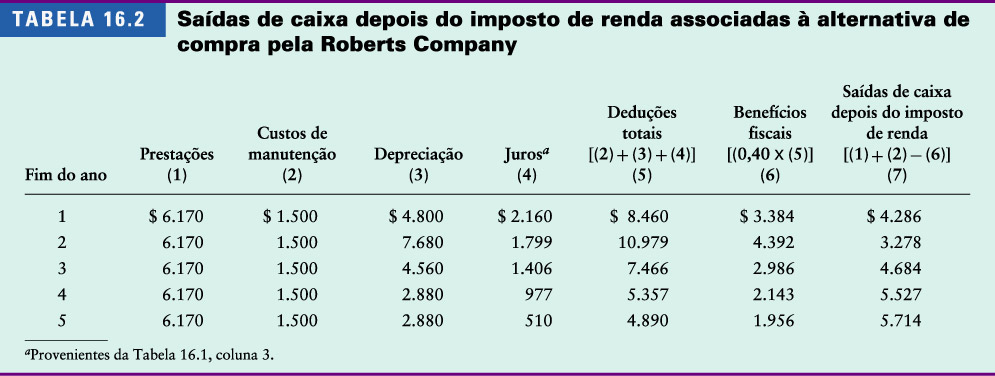 TABELA 16.2 Saídas de caixa depois do imposto de renda associadas à alternativa de
compra pela Roberts Company
Saídas de caixa
Deduções Benefícios depois do imposto
Custos de totais fiscais de renda
Prestações manutenção Depreciação Jurosᵃ [(2) + (3) + (4)] [(0,40 × (5)] [(1) + (2) − (6)]
Fim do ano (1) (2) (3) (4) (5) (6) (7)
1 $ 6.170 $ 1.500 $ 4.800 $ 2.160 $ 8.460 $ 3.384 $ 4.286
2 6.170 1.500 7.680 1.799 10.979 4.392 3.278
3 6.170 1.500 4.560 1.406 7.466 2.986 4.684
4 6.170 1.500 2.880 977 5.357 2.143 5.527
5 6.170 1.500 2.880 510 4.890 1.956 5.714
ᵃProvenientes da Tabela 16.1, coluna 3.